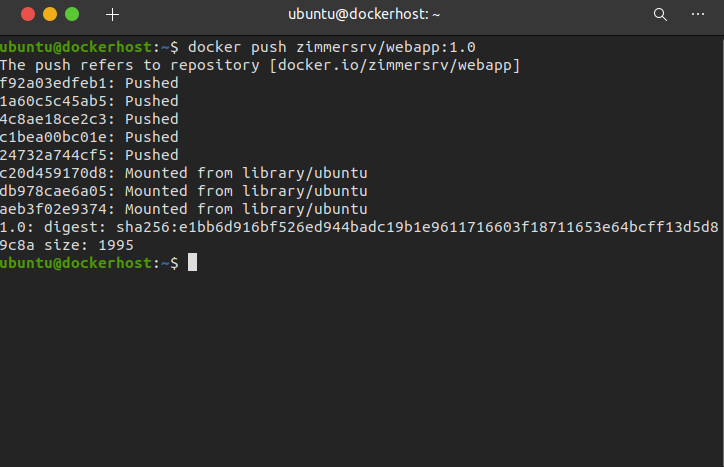 ubuntu@dockerhost: ~
ubuntu@dockerhost:~$ docker push zimmersrv/webapp:1.0
The push refers to repository [docker.io/zimmersrv/webapp]
f92a03edfeb1: Pushed
1a60c5c45ab5: Pushed
4c8ae18ce2c3: Pushed
c1bea00bc01e: Pushed
24732a744cf5: Pushed
c20d459170d8: Mounted from library/ubuntu
db978cae6a05: Mounted from library/ubuntu
aeb3f02e9374: Mounted from library/ubuntu
1.0: digest: sha256:e1bb6d916bf526ed944badc19b1e9611716603f18711653e64bcff13d5d8
9c8a size: 1995
ubuntu@dockerhost:~$